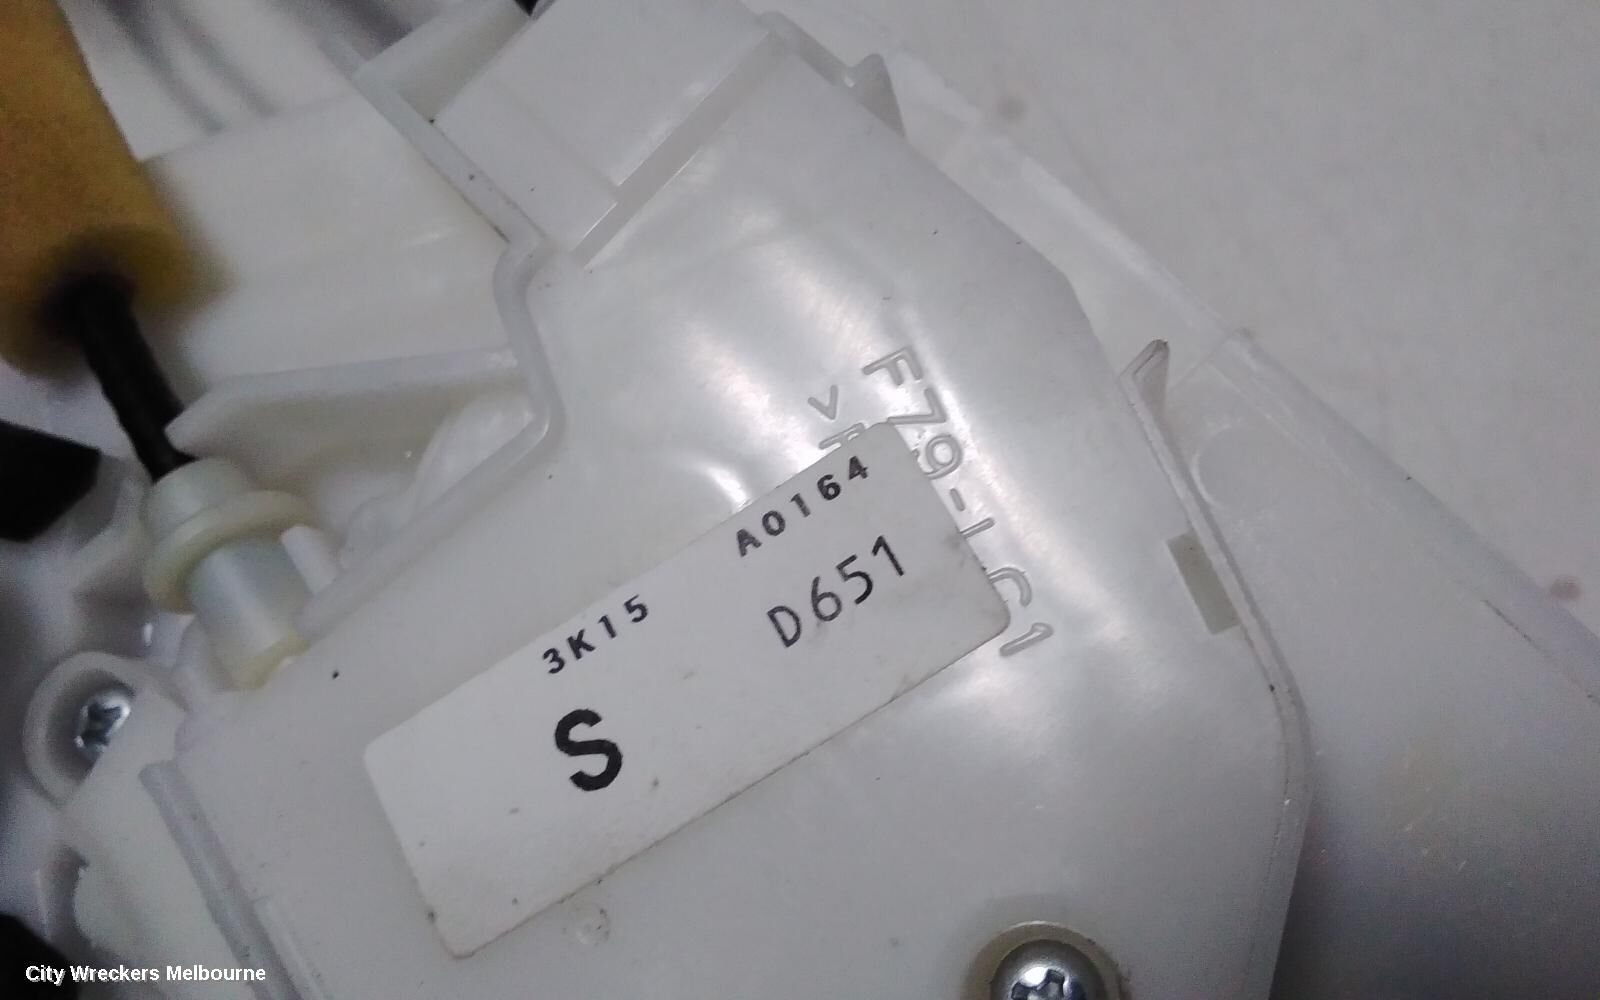 F79-LC1
3K15 A0164
D651
S
City Wreckers Melbourne